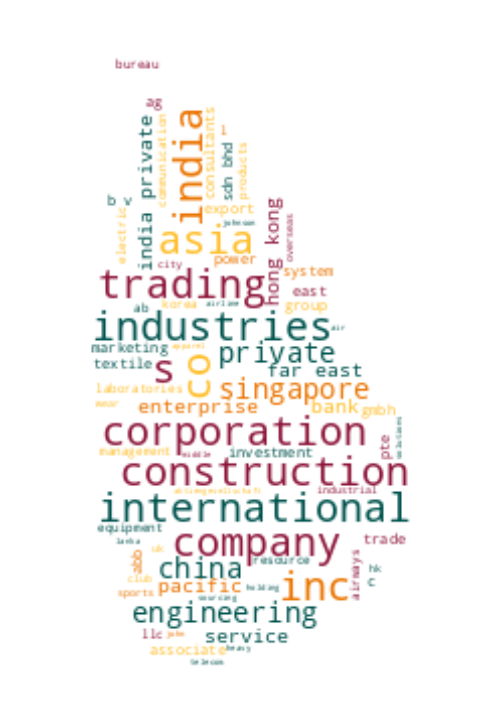 bureau
ag
india private
communication
india
consultants
l
sdn bhd
products
b
v
electric
export
johnson
asia
hong kong
overseas
power
city
system
trading
east
ab
korea
airline
group
industries
air
marketing
apparel
private
textile
s
co
far east
laboratories
singapore
wear
enterprise
bank
gmbh
corporation
pte
solutions
management
middle
investment
construction
aktiengesellschaft
industrial
international
equipment
lanka
company
trade
abb
uk
china
resource
airways
hk
c
club
pacific
holding
inc
sports
sourcing
engineering
llc
john
service
associate
heavy
telecom